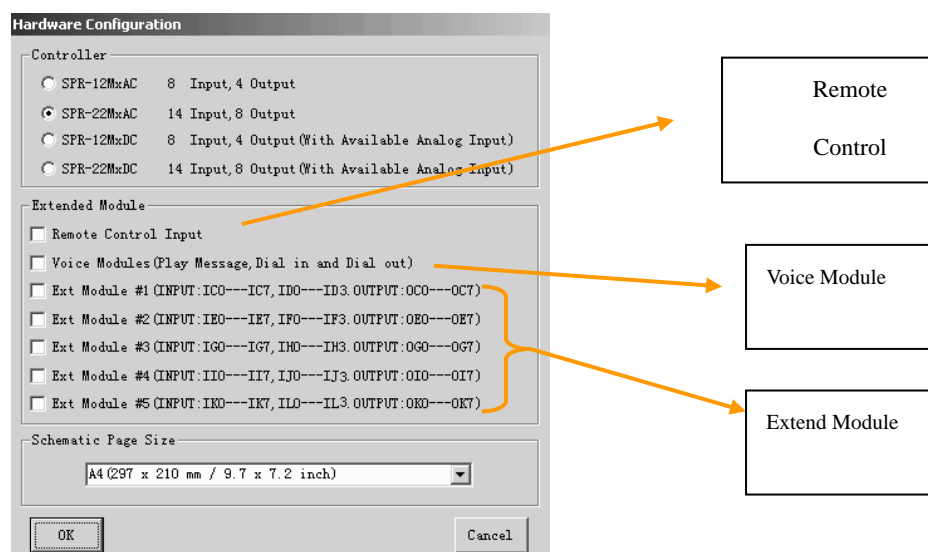 Hardware Configuration
Controller
SPR-12MxAC 8 Input, 4 Output
SPR-22MxAC 14 Input, 8 Output
SPR-12MxDC 8 Input, 4 Output(With Available Analog Input)
SPR-22MxDC 14 Input, 8 Output(With Available Analog Input)
Extended Module
Remote Control Input
Voice Modules(Play Message, Dial in and Dial out)
Ext Module #1(INPUT:IC0---IC7, ID0---ID3. OUTPUT:OC0---OC7)
Ext Module #2(INPUT:IE0---IE7, IF0---IF3. OUTPUT:OE0---OE7)
Ext Module #3(INPUT:IG0---IG7, IH0---IH3. OUTPUT:OG0---OG7)
Ext Module #4(INPUT:II0---II7, IJ0---IJ3. OUTPUT:OI0---OI7)
Ext Module #5(INPUT:IK0---IK7, IL0---IL3. OUTPUT:OK0---OK7)
Schematic Page Size
A4(297 x 210 mm / 9.7 x 7.2 inch)
OK
Cancel
Remote
Control
Voice Module
Extend Module